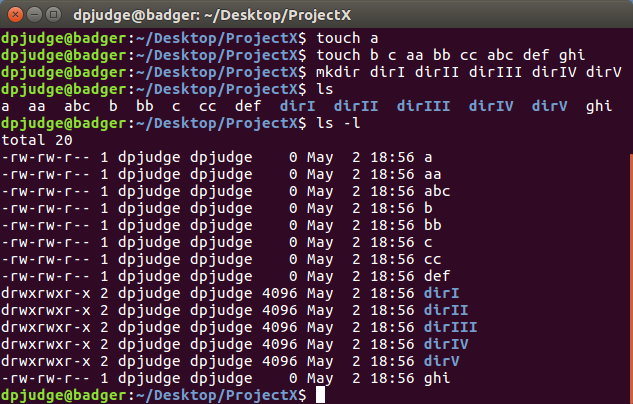 dpjudge@badger: ~/Desktop/ProjectX
dpjudge@badger:~/Desktop/ProjectX$ touch a
dpjudge@badger:~/Desktop/ProjectX$ touch b c aa bb cc abc def ghi
dpjudge@badger:~/Desktop/ProjectX$ mkdir dirI dirII dirIII dirIV dirV
dpjudge@badger:~/Desktop/ProjectX$ ls
a  aa  abc  b  bb  c  cc  def  dirI  dirII  dirIII  dirIV  dirV  ghi
dpjudge@badger:~/Desktop/ProjectX$ ls -l
total 20
-rw-rw-r-- 1 dpjudge dpjudge    0 May  2 18:56 a
-rw-rw-r-- 1 dpjudge dpjudge    0 May  2 18:56 aa
-rw-rw-r-- 1 dpjudge dpjudge    0 May  2 18:56 abc
-rw-rw-r-- 1 dpjudge dpjudge    0 May  2 18:56 b
-rw-rw-r-- 1 dpjudge dpjudge    0 May  2 18:56 bb
-rw-rw-r-- 1 dpjudge dpjudge    0 May  2 18:56 c
-rw-rw-r-- 1 dpjudge dpjudge    0 May  2 18:56 cc
-rw-rw-r-- 1 dpjudge dpjudge    0 May  2 18:56 def
drwxrwxr-x 2 dpjudge dpjudge 4096 May  2 18:56 dirI
drwxrwxr-x 2 dpjudge dpjudge 4096 May  2 18:56 dirII
drwxrwxr-x 2 dpjudge dpjudge 4096 May  2 18:56 dirIII
drwxrwxr-x 2 dpjudge dpjudge 4096 May  2 18:56 dirIV
drwxrwxr-x 2 dpjudge dpjudge 4096 May  2 18:56 dirV
-rw-rw-r-- 1 dpjudge dpjudge    0 May  2 18:56 ghi
dpjudge@badger:~/Desktop/ProjectX$